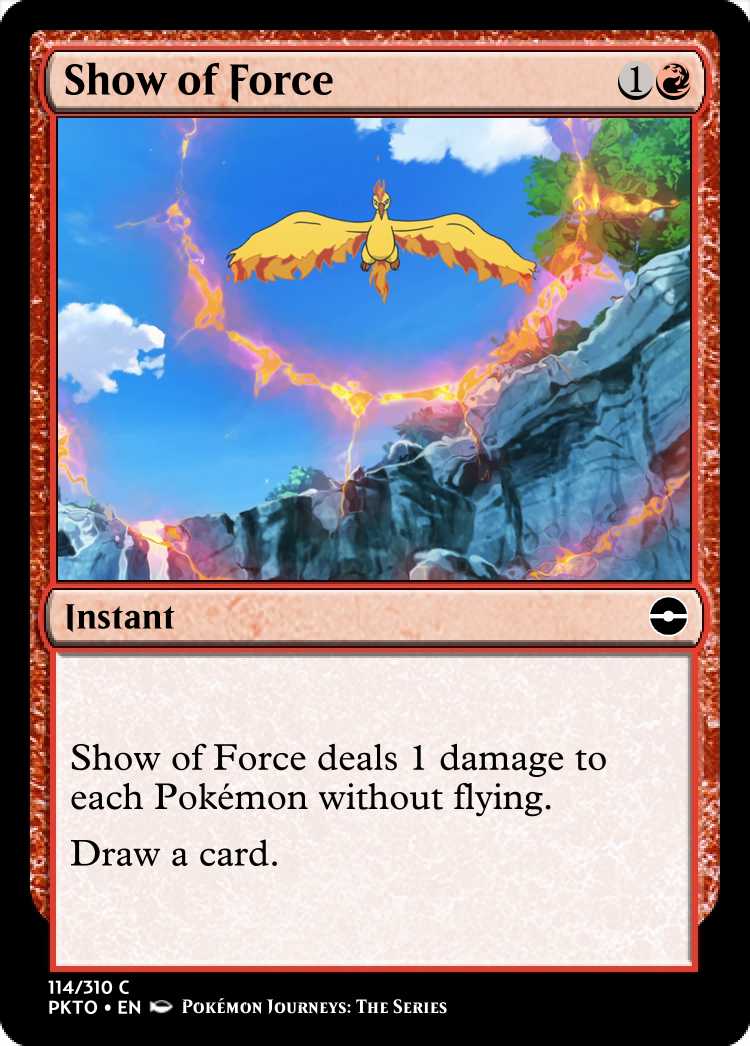 Show of Force 1
Instant
Show of Force deals 1 damage to
each Pokémon without flying.
Draw a card.
114/310 C
PKTO • EN Pokémon Journeys: The Series